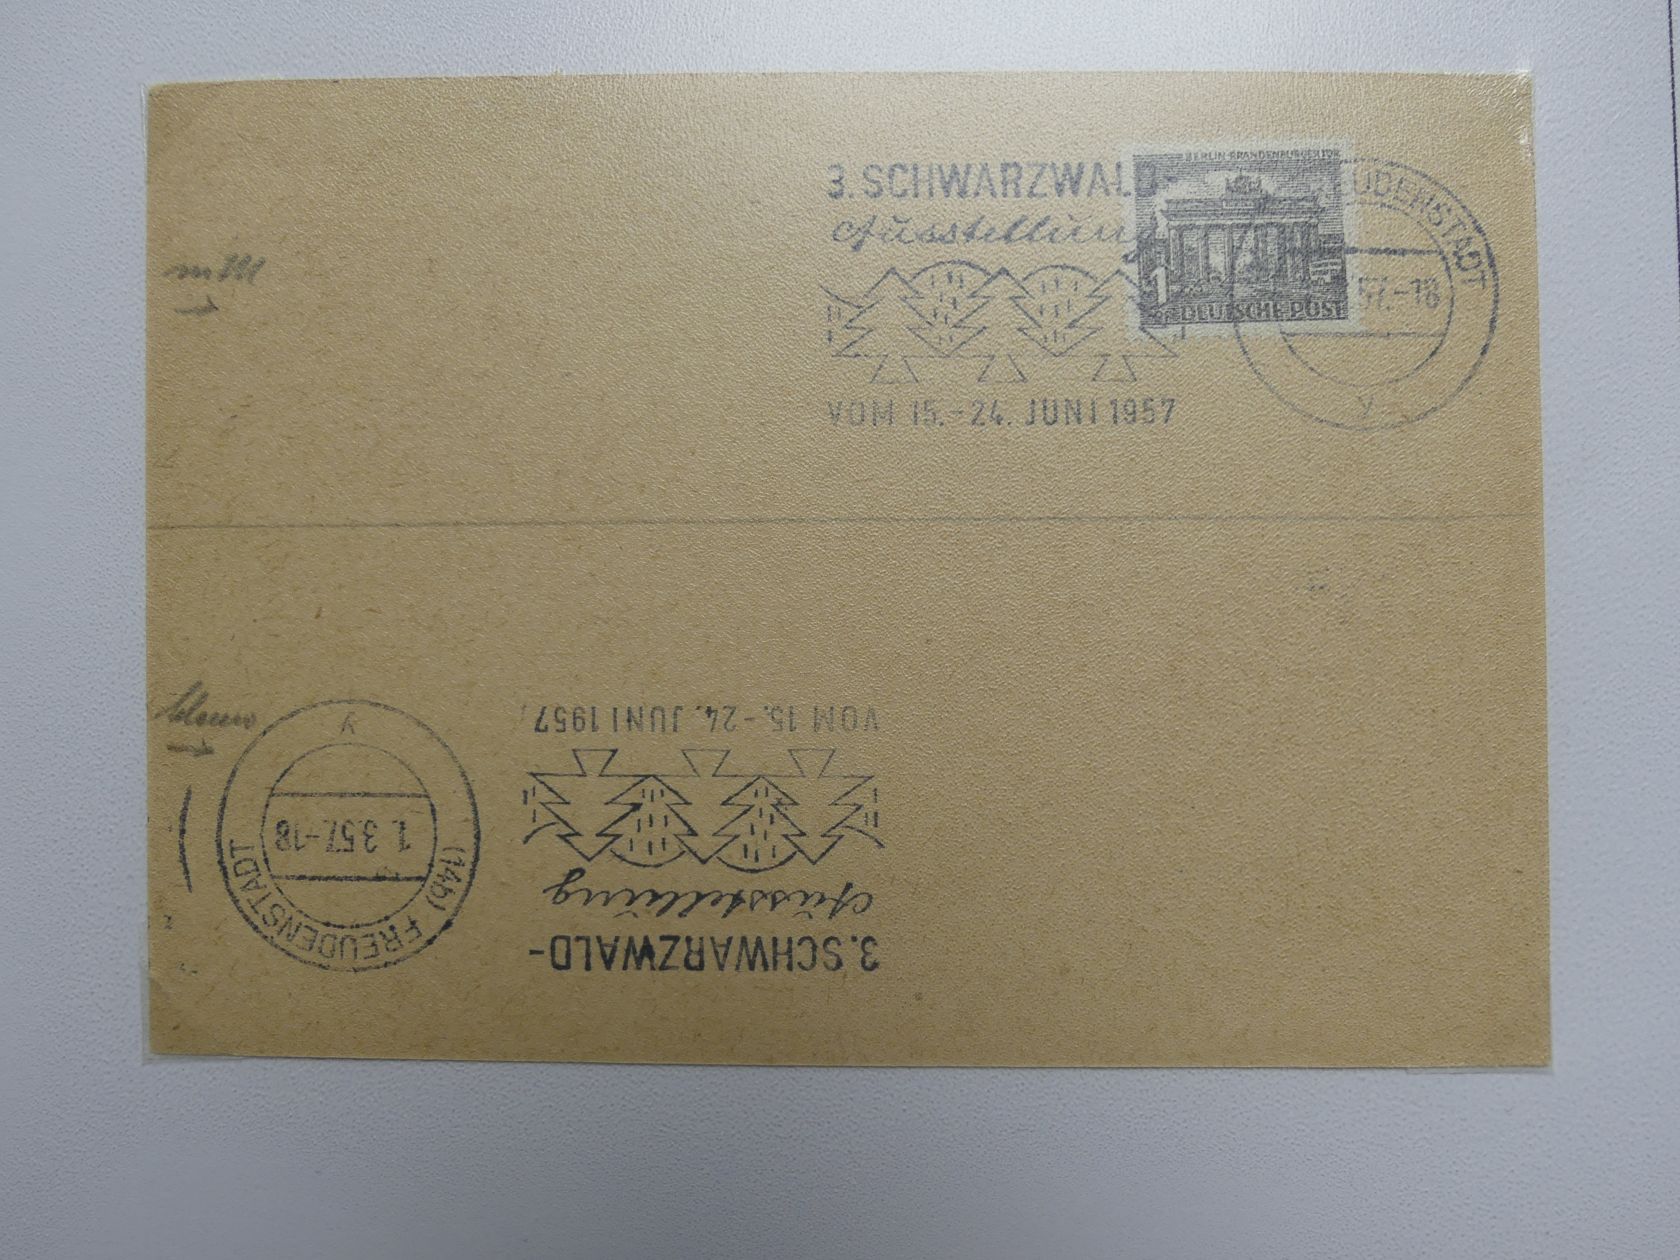 3. SCHWARZWALD-
Ausstellung
VOM 15.-24. JUNI 1957
BERLIN-BRANDENBURGER TOR
1
DEUTSCHE POST
FREUDENSTADT
57.-18
y
3. SCHWARZWALD-
Ausstellung
VOM 15.-24. JUNI 1957
(14b) FREUDENSTADT
1. 3.57.-18
y